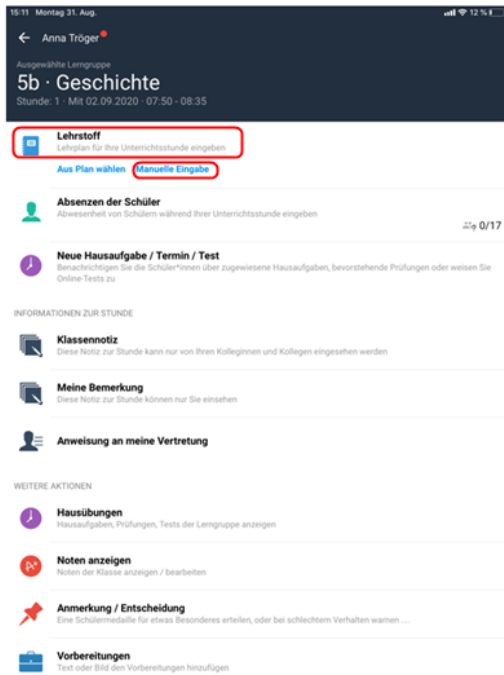 15:11 Montag 31. Aug.
12 %
Anna Tröger
Ausgewählte Lerngruppe
5b · Geschichte
Stunde: 1 · Mit 02.09.2020 · 07:50 - 08:35
Lehrstoff
Lehrplan für Ihre Unterrichtsstunde eingeben
Aus Plan wählen Manuelle Eingabe
Absenzen der Schüler
Abwesenheit von Schülern während Ihrer Unterrichtsstunde eingeben
0/17
Neue Hausaufgabe / Termin / Test
Benachrichtigen Sie die Schüler*innen über zugewiesene Hausaufgaben, bevorstehende Prüfungen oder weisen Sie
Online-Tests zu
INFORMATIONEN ZUR STUNDE
Klassennotiz
Diese Notiz zur Stunde kann nur von Ihren Kolleginnen und Kollegen eingesehen werden
Meine Bemerkung
Diese Notiz zur Stunde können nur Sie einsehen
Anweisung an meine Vertretung
WEITERE AKTIONEN
Hausübungen
Hausaufgaben, Prüfungen, Tests der Lerngruppe anzeigen
A+
Noten anzeigen
Noten der Klasse anzeigen / bearbeiten
Anmerkung / Entscheidung
Eine Schülermedaille für etwas Besonderes erteilen, oder bei schlechtem Verhalten warnen ....
Vorbereitungen
Text oder Bild den Vorbereitungen hinzufügen